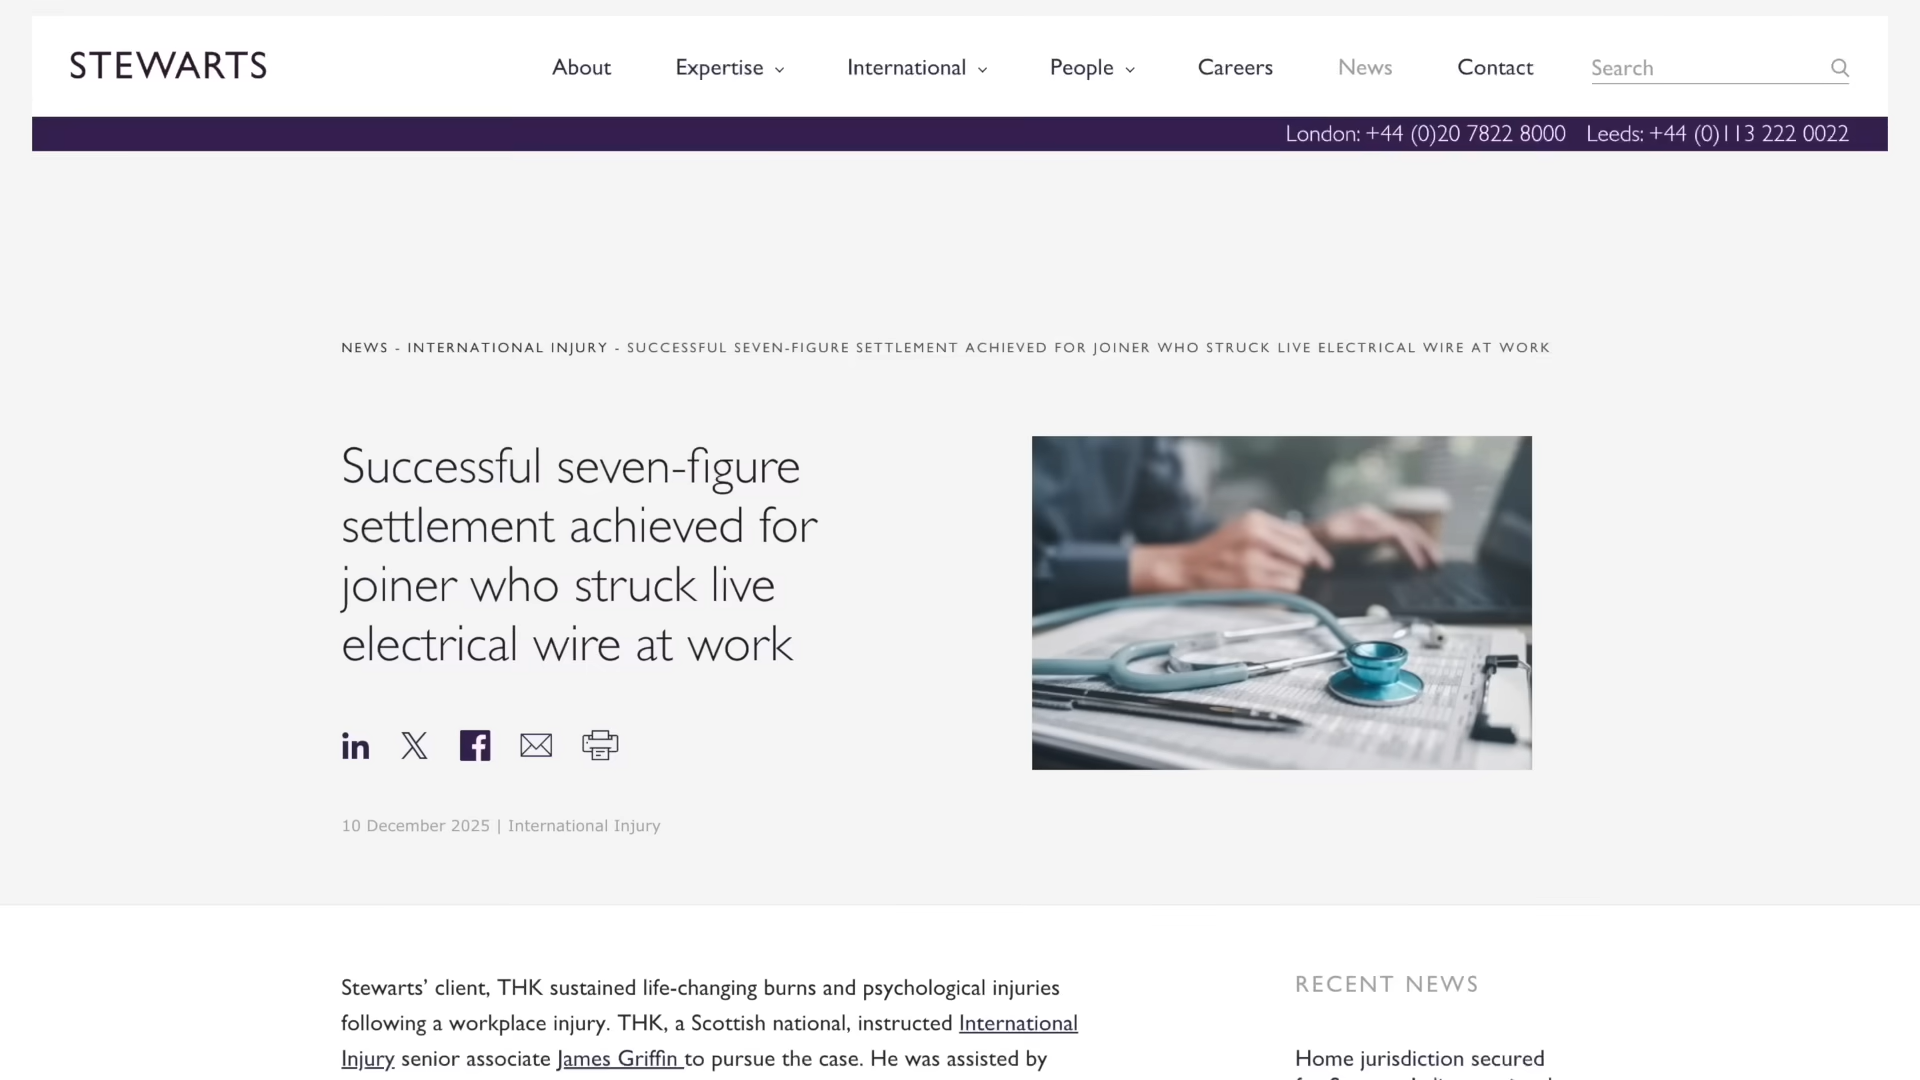 STEWARTS
About
Expertise
International
People
Careers
News
Contact
Search
London: +44 (0)20 7822 8000 Leeds: +44 (0)113 222 0022
NEWS - INTERNATIONAL INJURY - SUCCESSFUL SEVEN-FIGURE SETTLEMENT ACHIEVED FOR JOINER WHO STRUCK LIVE ELECTRICAL WIRE AT WORK
Successful seven-figure
settlement achieved for
joiner who struck live
electrical wire at work
10 December 2025 | International Injury
Stewarts’ client, THK sustained life-changing burns and psychological injuries
following a workplace injury. THK, a Scottish national, instructed International
Injury senior associate James Griffin to pursue the case. He was assisted by
RECENT NEWS
Home jurisdiction secured